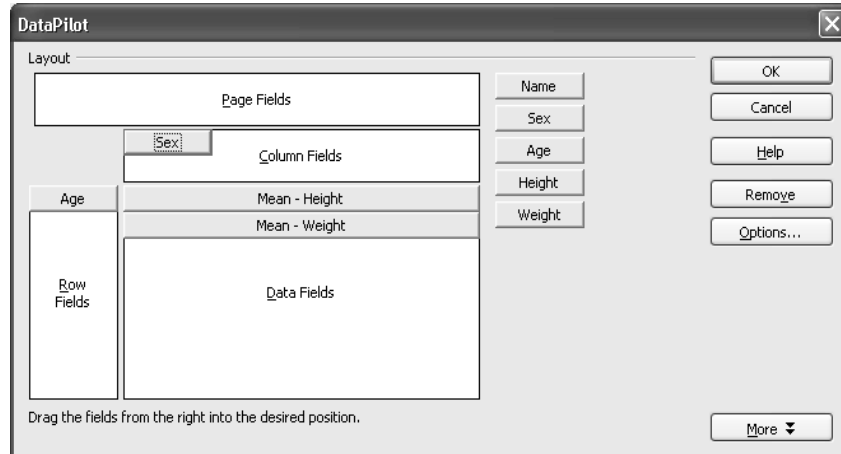 DataPilot
Layout
Page Fields
Sex
Column Fields
Age
Mean - Height
Mean - Weight
Row
Fields
Data Fields
Name
Sex
Age
Height
Weight
OK
Cancel
Help
Remove
Options...
Drag the fields from the right into the desired position.
More